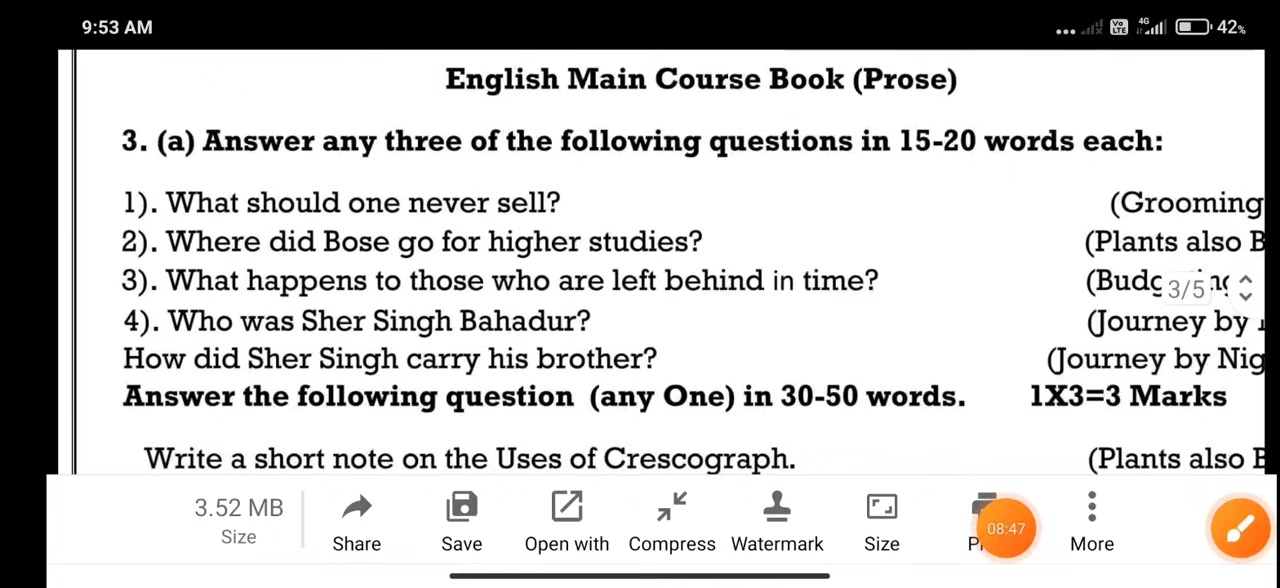 9:53 AM
4G
Vo LTE
42%
English Main Course Book (Prose)
3. (a) Answer any three of the following questions in 15-20 words each:
1). What should one never sell? (Grooming
2). Where did Bose go for higher studies? (Plants also B
3). What happens to those who are left behind in time? (Budg
3/5
4). Who was Sher Singh Bahadur? (Journey by
How did Sher Singh carry his brother? (Journey by Nig
Answer the following question (any One) in 30-50 words. 1X3=3 Marks
Write a short note on the Uses of Crescograph. (Plants also B
3.52 MB
Size
Share
Save
Open with
Compress
Watermark
Size
08:47
More